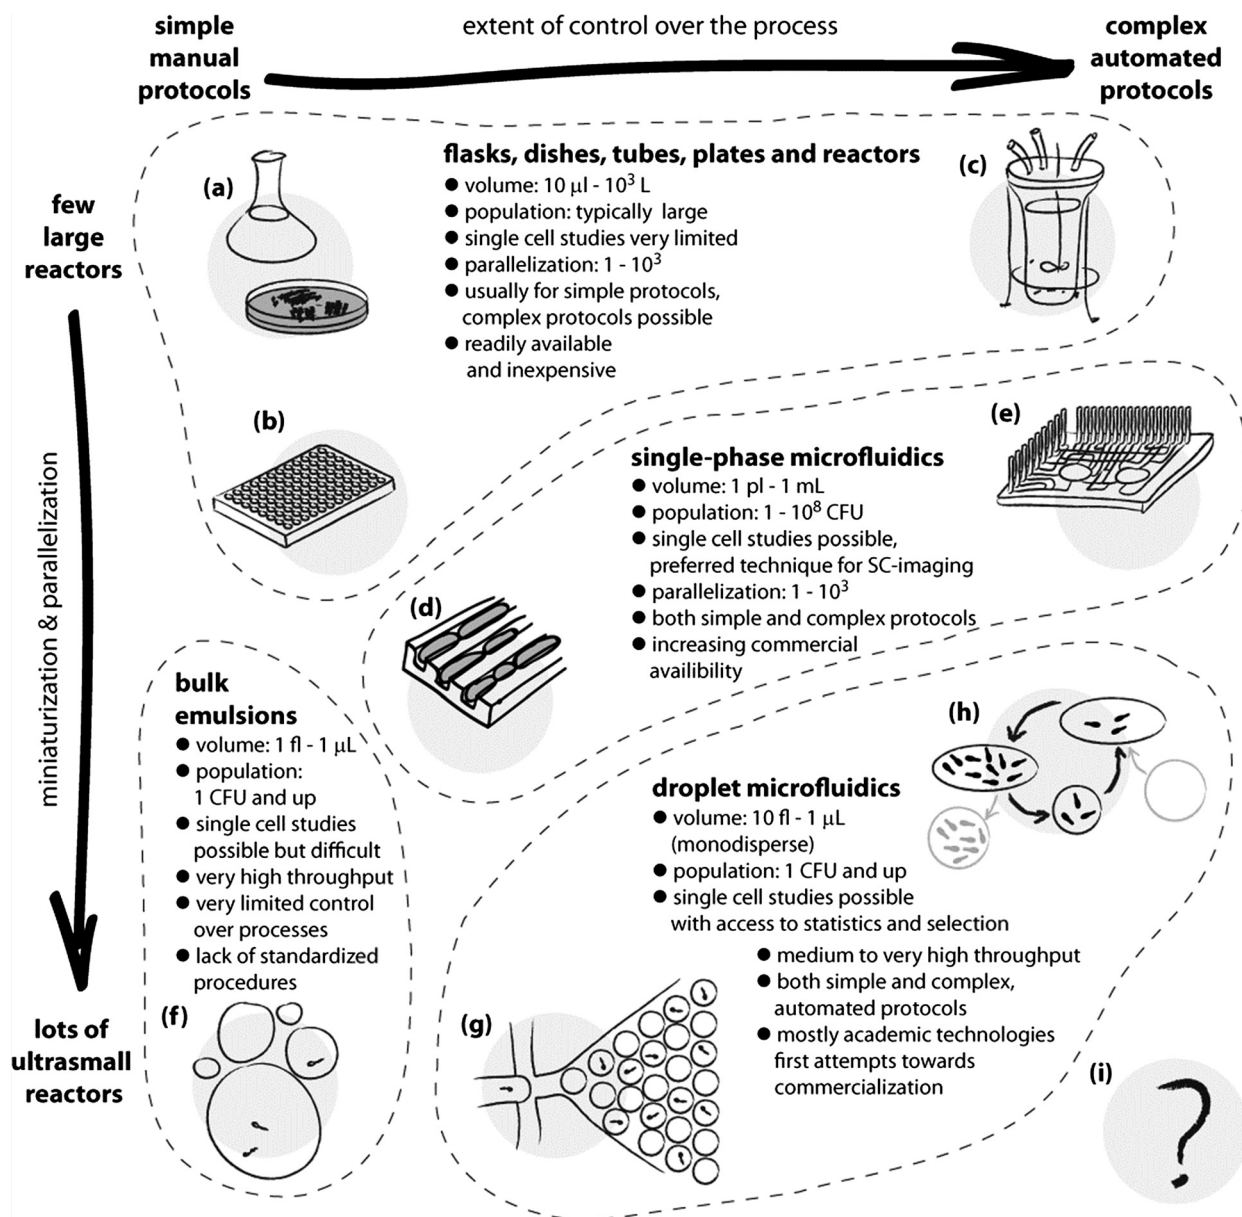 simple
manual
protocols
extent of control over the process
complex
automated
protocols
few
large
reactors
miniaturization & parallelization
lots of
ultrasmall
reactors
(a)
flasks, dishes, tubes, plates and reactors
● volume: 10 µl - 10³ L
● population: typically large
● single cell studies very limited
● parallelization: 1 - 10³
● usually for simple protocols,
complex protocols possible
● readily available
and inexpensive
(c)
(b)
(e)
single-phase microfluidics
● volume: 1 pl - 1 mL
● population: 1 - 10⁸ CFU
● single cell studies possible,
preferred technique for SC-imaging
● parallelization: 1 - 10³
● both simple and complex protocols
● increasing commercial
availibility
(d)
bulk
emulsions
● volume: 1 fl - 1 µL
● population:
1 CFU and up
● single cell studies
possible but difficult
● very high throughput
● very limited control
over processes
● lack of standardized
procedures
(f)
(h)
droplet microfluidics
● volume: 10 fl - 1 µL
(monodisperse)
● population: 1 CFU and up
● single cell studies possible
with access to statistics and selection
● medium to very high throughput
● both simple and complex,
automated protocols
● mostly academic technologies
first attempts towards
commercialization
(g)
(i)
?